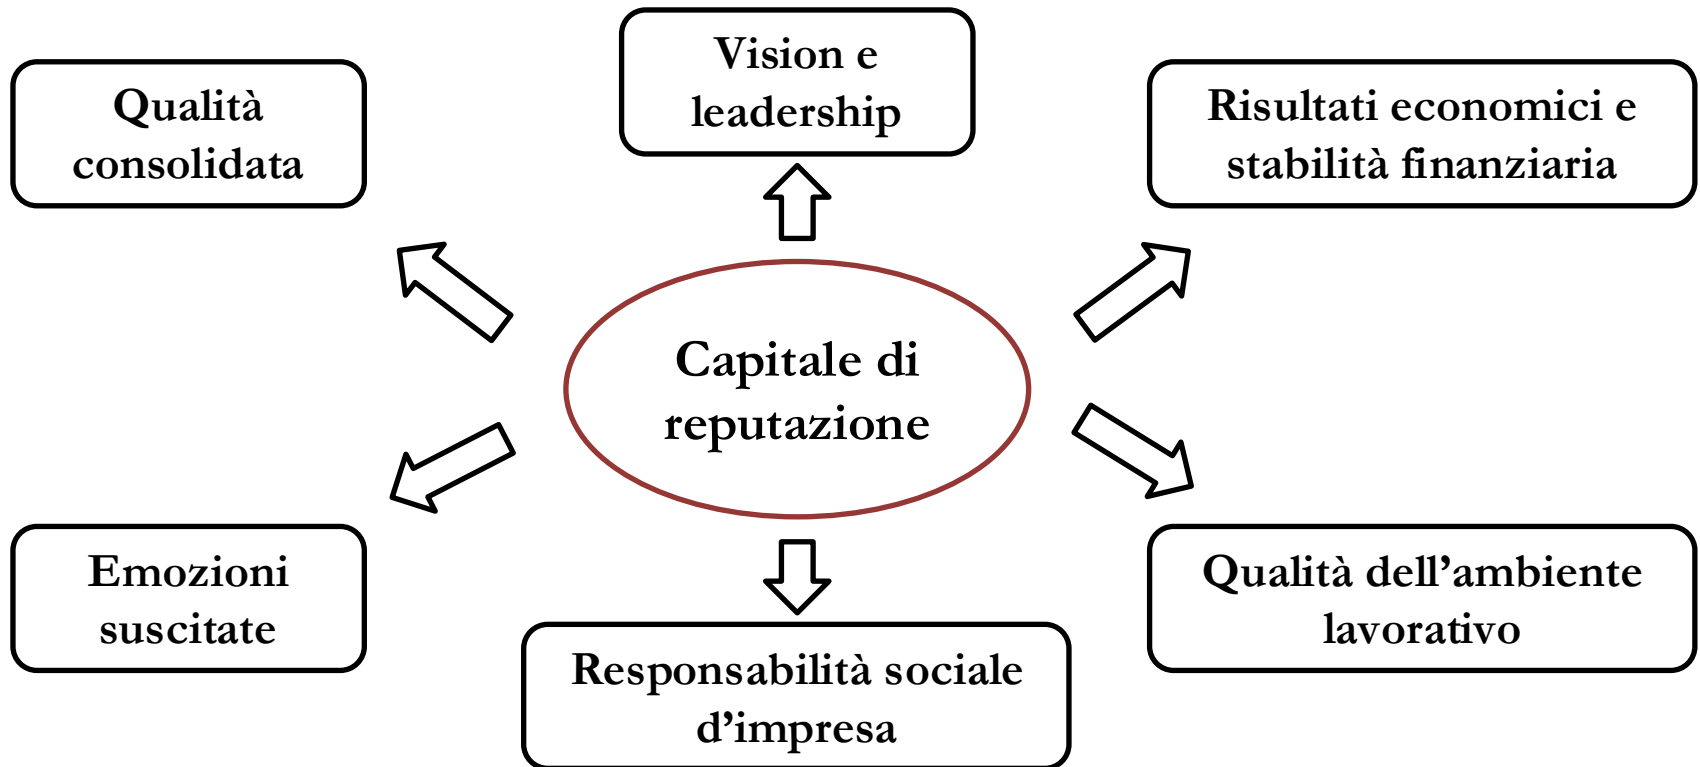 Vision e
leadership
Qualità
consolidata
Risultati economici e
stabilità finanziaria
Capitale di
reputazione
Emozioni
suscitate
Qualità dell’ambiente
lavorativo
Responsabilità sociale
d’impresa